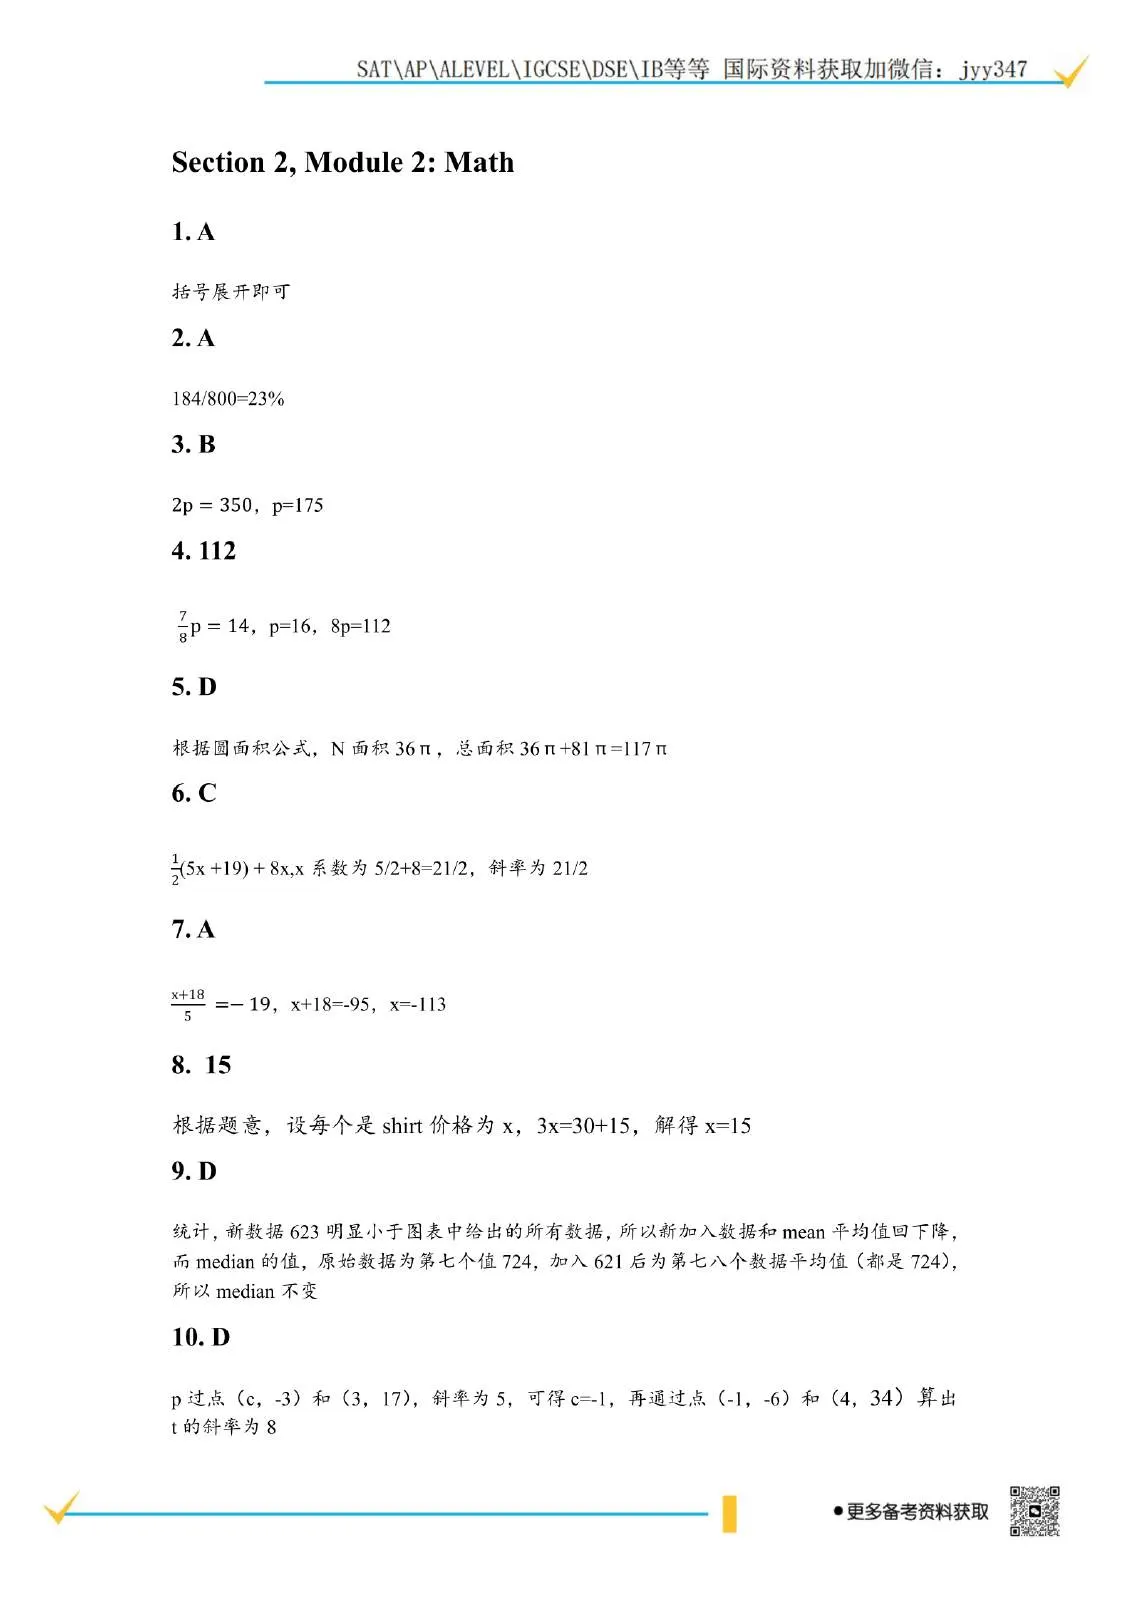 SAT\AP\ALEVEL\IGCSE\DSE\IB等等 国际资料获取加微信：jyy347
Section 2, Module 2: Math
1. A
括号展开即可
2. A
184/800=23%
3. B
2p = 350，p=175
4. 112
7/8 p = 14，p=16，8p=112
5. D
根据圆面积公式，N 面积 36π，总面积 36π+81π=117π
6. C
1/2(5x +19) + 8x,x 系数为 5/2+8=21/2，斜率为 21/2
7. A
x+18/5 =− 19，x+18=-95，x=-113
8. 15
根据题意，设每个是 shirt 价格为 x，3x=30+15，解得 x=15
9. D
统计，新数据 623 明显小于图表中给出的所有数据，所以新加入数据和 mean 平均值回下降，
而 median 的值，原始数据为第七个值 724，加入 621 后为第七八个数据平均值（都是 724），
所以 median 不变
10. D
p 过点（c，-3）和（3，17），斜率为 5，可得 c=-1，再通过点（-1，-6）和（4，34）算出
t 的斜率为 8
●更多备考资料获取